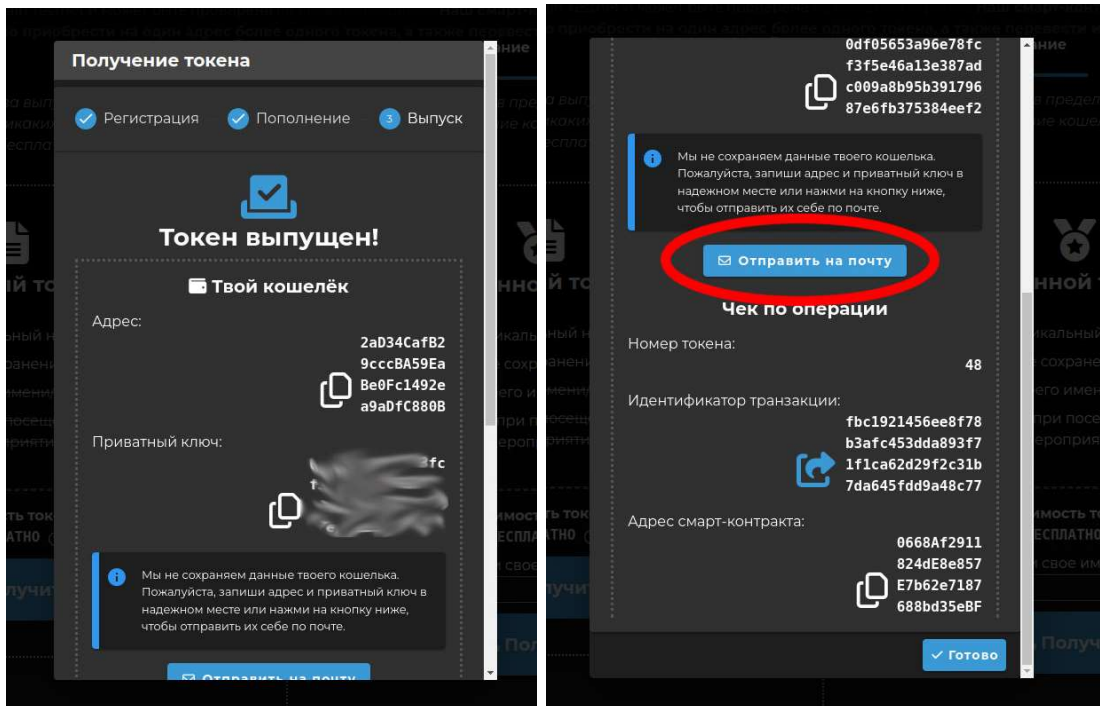 Получение токена
Регистрация
Пополнение
3 Выпуск
Токен выпущен!
Твой кошелёк
Адрес:
2aD34CafB2
9cccBA59Ea
Be0Fc1492e
a9aDfC880B
Приватный ключ:
Мы не сохраняем данные твоего кошелька.
Пожалуйста, запиши адрес и приватный ключ в
надежном месте или нажми на кнопку ниже,
чтобы отправить их себе по почте.
Отправить на почту
0df05653a96e78fc
f3f5e46a13e387ad
c009a8b95b391796
87e6fb375384eef2
Мы не сохраняем данные твоего кошелька.
Пожалуйста, запиши адрес и приватный ключ в
надежном месте или нажми на кнопку ниже,
чтобы отправить их себе по почте.
Отправить на почту
Чек по операции
Номер токена:
48
Идентификатор транзакции:
fbc1921456ee8f78
b3afc453dda893f7
1f1ca62d29f2c31b
7da645fdd9a48c77
Адрес смарт-контракта:
0668Af2911
824dE8e857
E7b62e7187
688bd35eBF
Готово